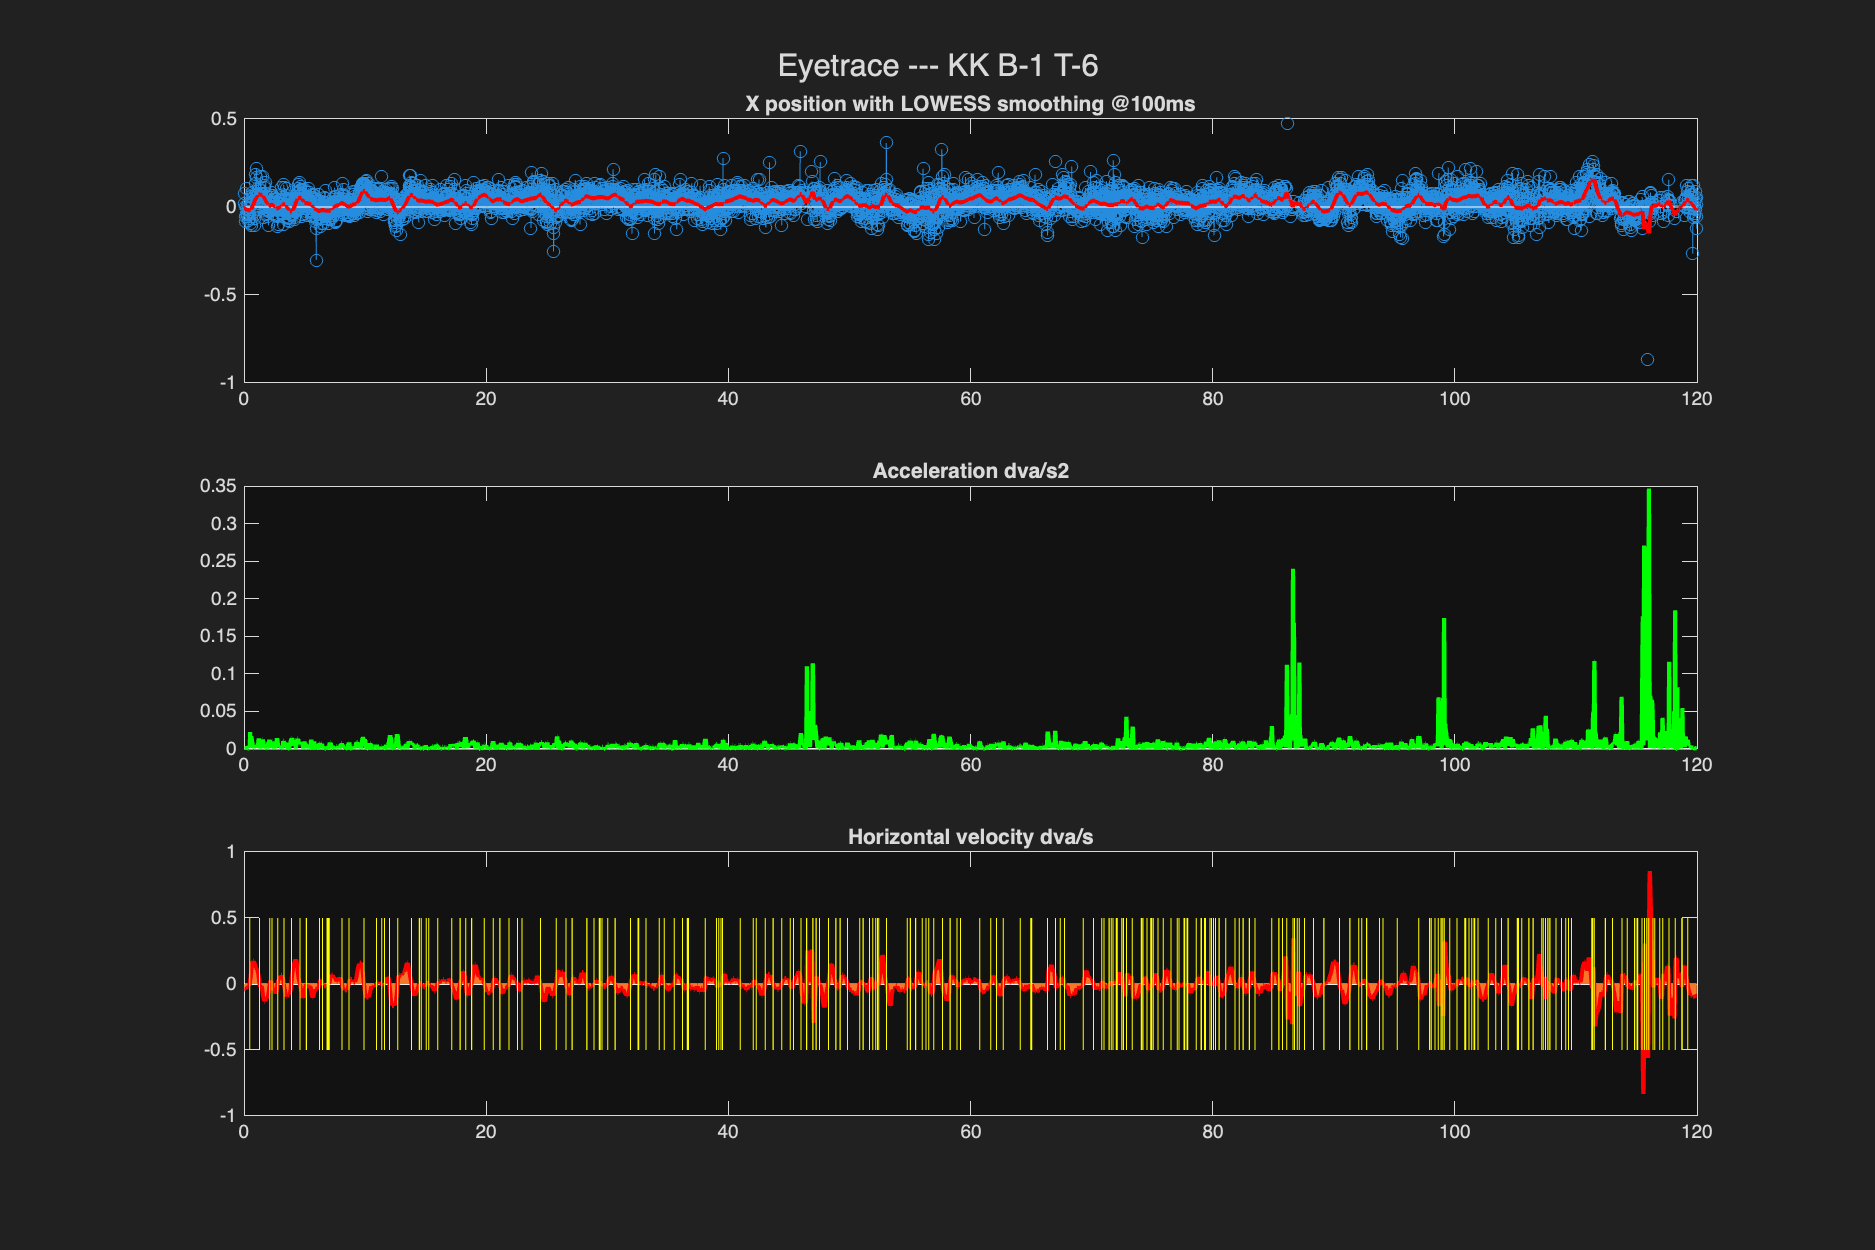 Eyetrace --- KK B-1 T-6
X position with LOWESS smoothing @100ms
0.5
0
-0.5
-1
0 20 40 60 80 100 120
Acceleration dva/s2
0.35
0.3
0.25
0.2
0.15
0.1
0.05
0
0 20 40 60 80 100 120
Horizontal velocity dva/s
1
0.5
0
-0.5
-1
0 20 40 60 80 100 120